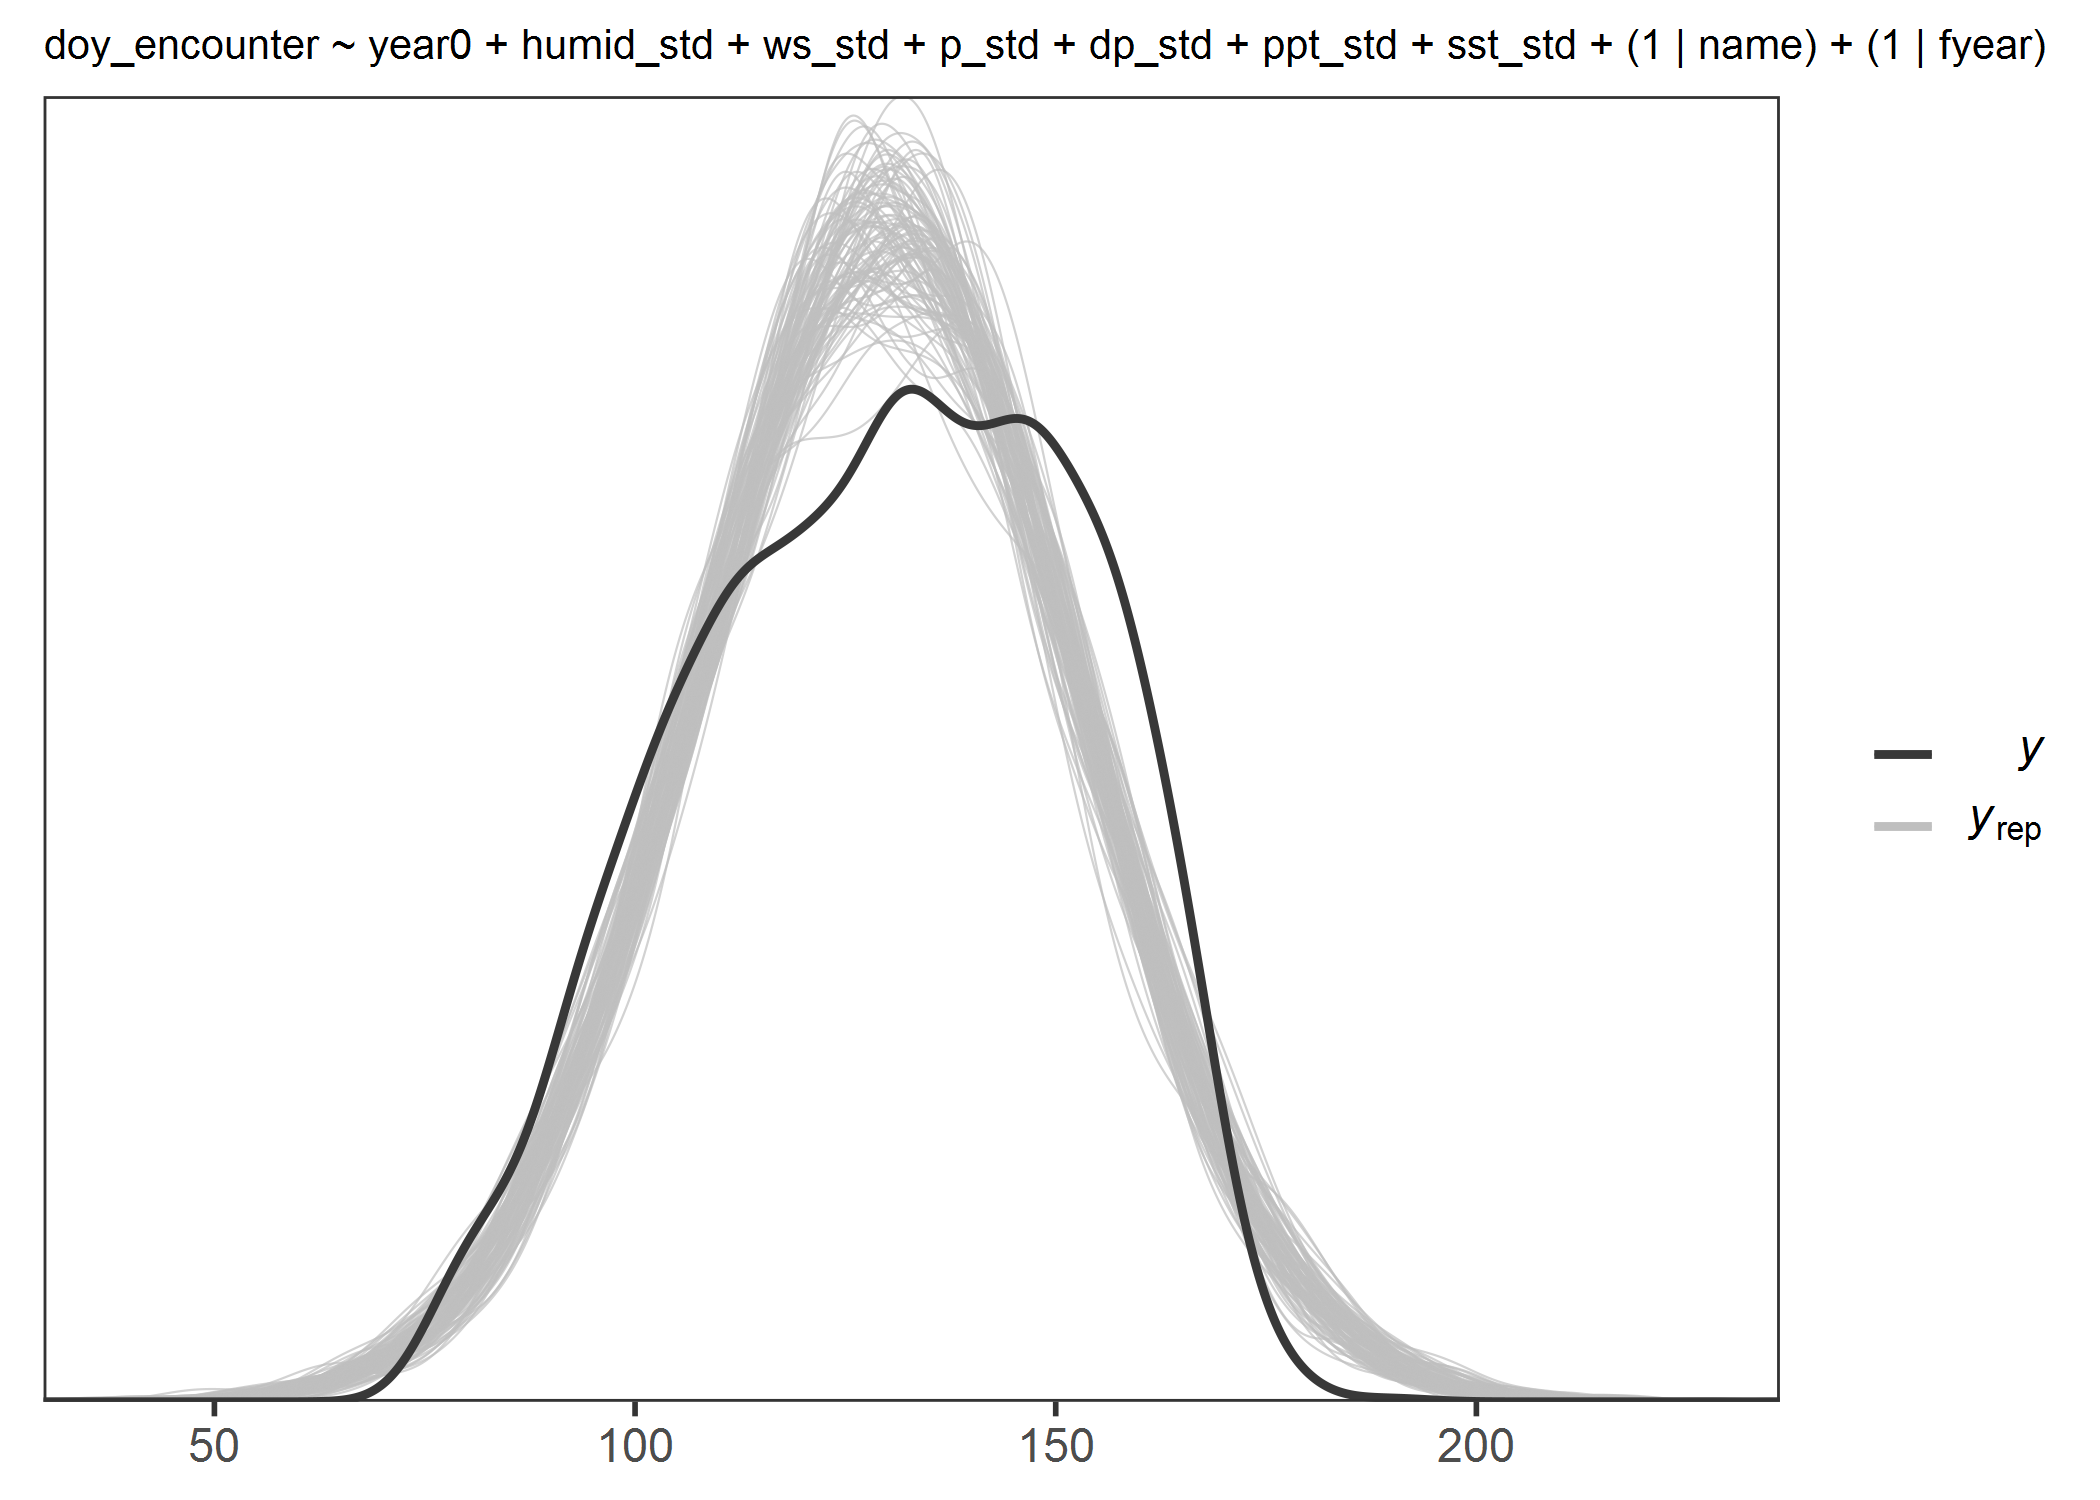 doy_encounter ~ year0 + humid_std + ws_std + p_std + dp_std + ppt_std + sst_std + (1 | name) + (1 | fyear)
y
yrep
50 100 150 200